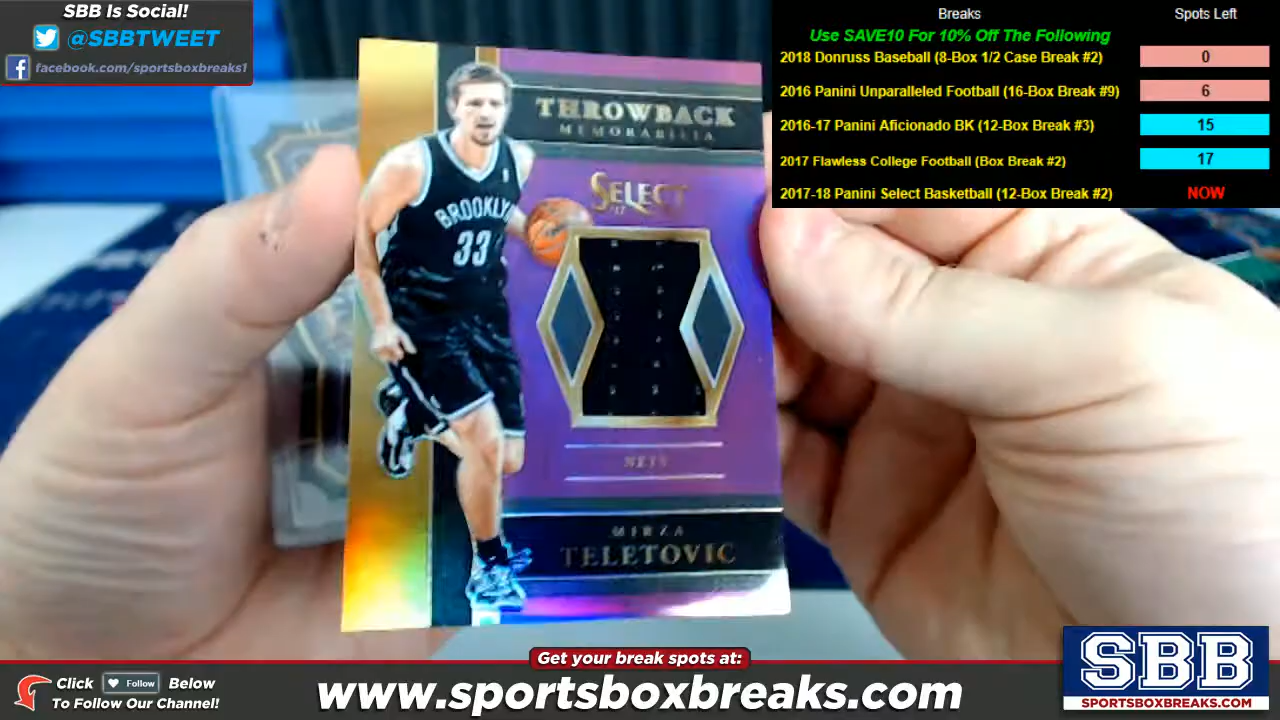 SBB Is Social!
@SBBTWEET
facebook.com/sportsboxbreaks1
Breaks Spots Left
Use SAVE10 For 10% Off The Following
2018 Donruss Baseball (8-Box 1/2 Case Break #2) 0
2016 Panini Unparalleled Football (16-Box Break #9) 6
2016-17 Panini Aficionado BK (12-Box Break #3) 15
2017 Flawless College Football (Box Break #2) 17
2017-18 Panini Select Basketball (12-Box Break #2) NOW
THROWBACK
MEMORABILIA
SELECT
'17
BROOKLYN
33
NETS
MIRZA
TELETOVIC
Get your break spots at:
Click Follow Below
To Follow Our Channel!
www.sportsboxbreaks.com
SBB
SPORTSBOXBREAKS.COM